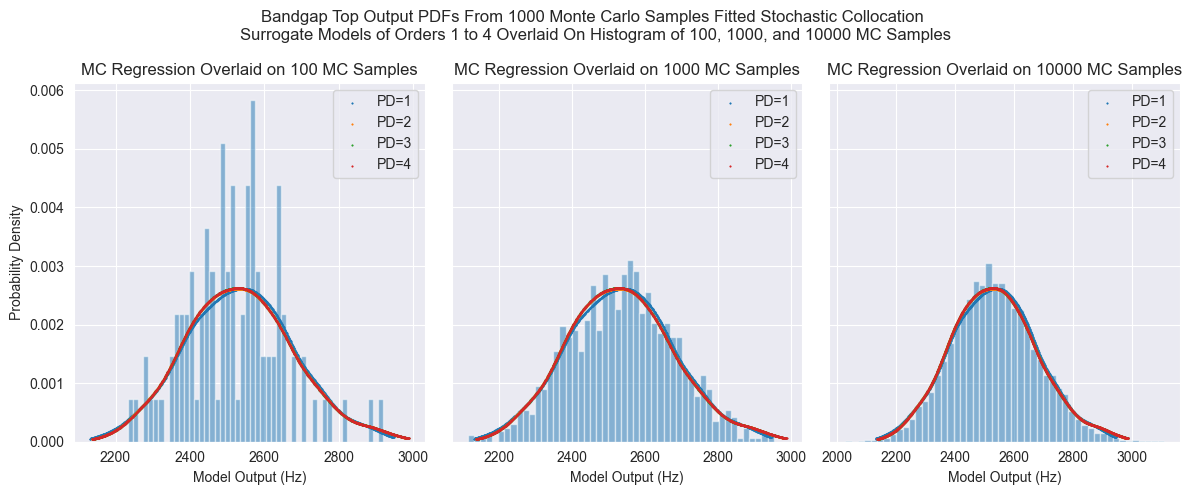 Bandgap Top Output PDFs From 1000 Monte Carlo Samples Fitted Stochastic Collocation
Surrogate Models of Orders 1 to 4 Overlaid On Histogram of 100, 1000, and 10000 MC Samples
MC Regression Overlaid on 100 MC Samples
0.006
0.005
0.004
0.003
0.002
0.001
0.000
Probability Density
PD=1
PD=2
PD=3
PD=4
2200
2400
2600
2800
3000
Model Output (Hz)
MC Regression Overlaid on 1000 MC Samples
PD=1
PD=2
PD=3
PD=4
2200
2400
2600
2800
3000
Model Output (Hz)
MC Regression Overlaid on 10000 MC Samples
PD=1
PD=2
PD=3
PD=4
2000
2200
2400
2600
2800
3000
Model Output (Hz)